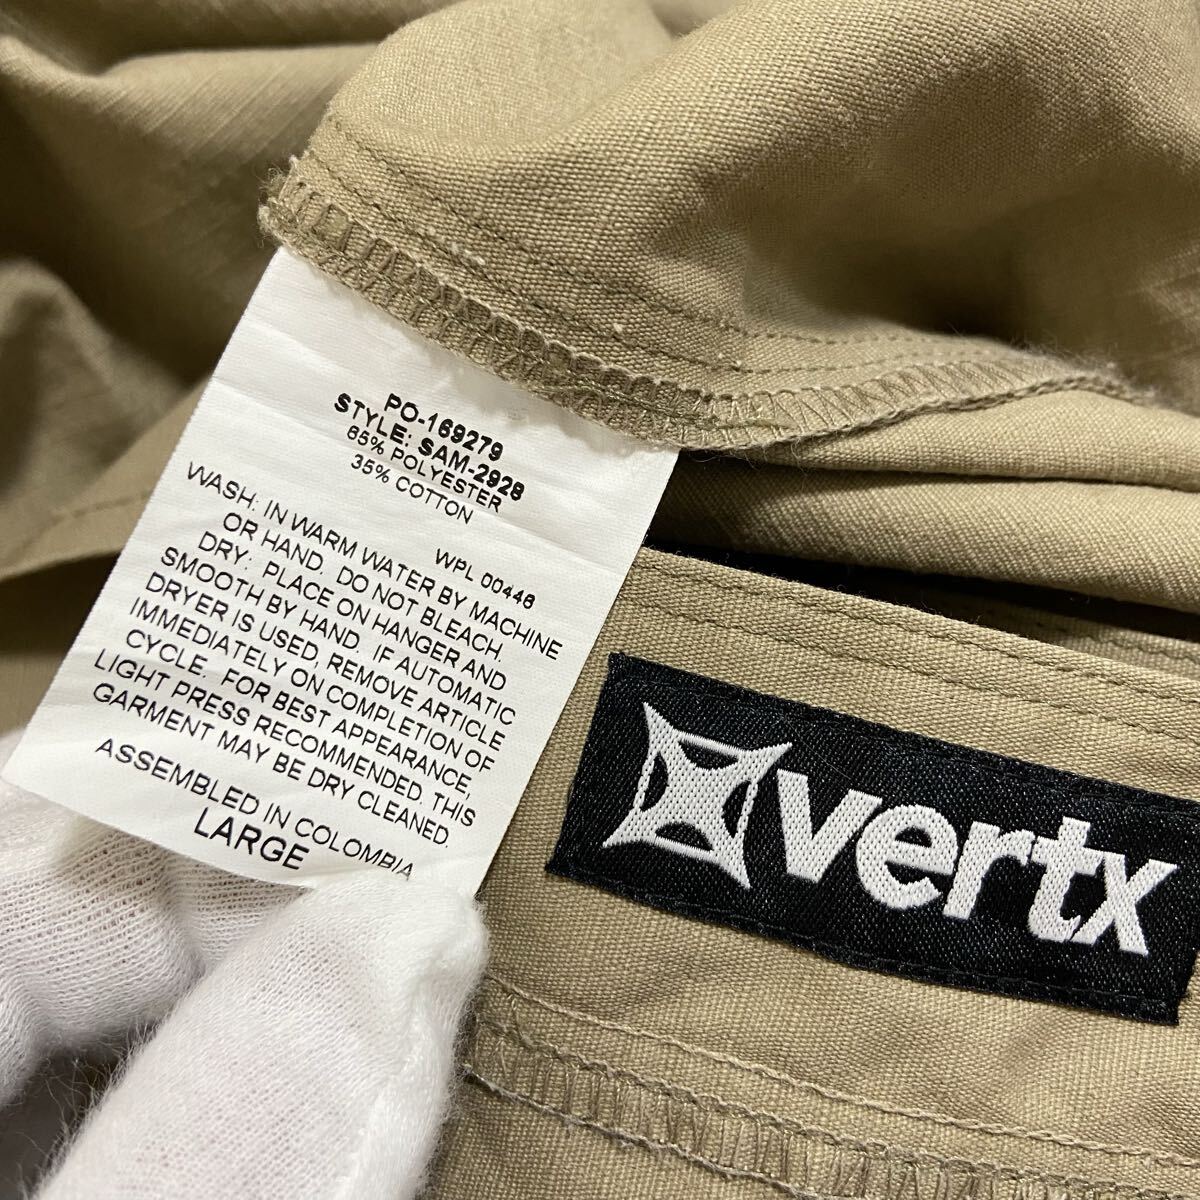 PO-169279
STYLE: SAM-2928
65% POLYESTER
35% COTTON
WPL 00448
WASH: IN WARM WATER BY MACHINE
OR HAND. DO NOT BLEACH.
DRY: PLACE ON HANGER AND
SMOOTH BY HAND. IF AUTOMATIC
DRYER IS USED, REMOVE ARTICLE
IMMEDIATELY ON COMPLETION OF
CYCLE. FOR BEST APPEARANCE,
LIGHT PRESS RECOMMENDED. THIS
GARMENT MAY BE DRY CLEANED.
ASSEMBLED IN COLOMBIA
LARGE
vertx